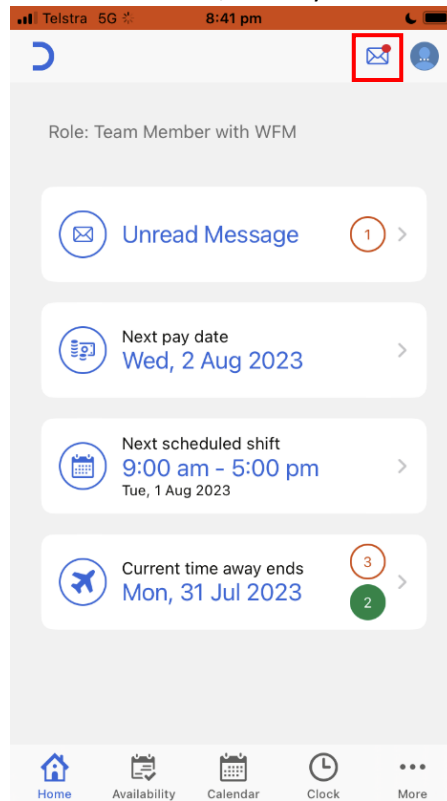 Telstra 5G 8:41 pm
Role: Team Member with WFM
Unread Message 1
Next pay date
Wed, 2 Aug 2023
Next scheduled shift
9:00 am - 5:00 pm
Tue, 1 Aug 2023
Current time away ends 3
Mon, 31 Jul 2023 2
Home Availability Calendar Clock More